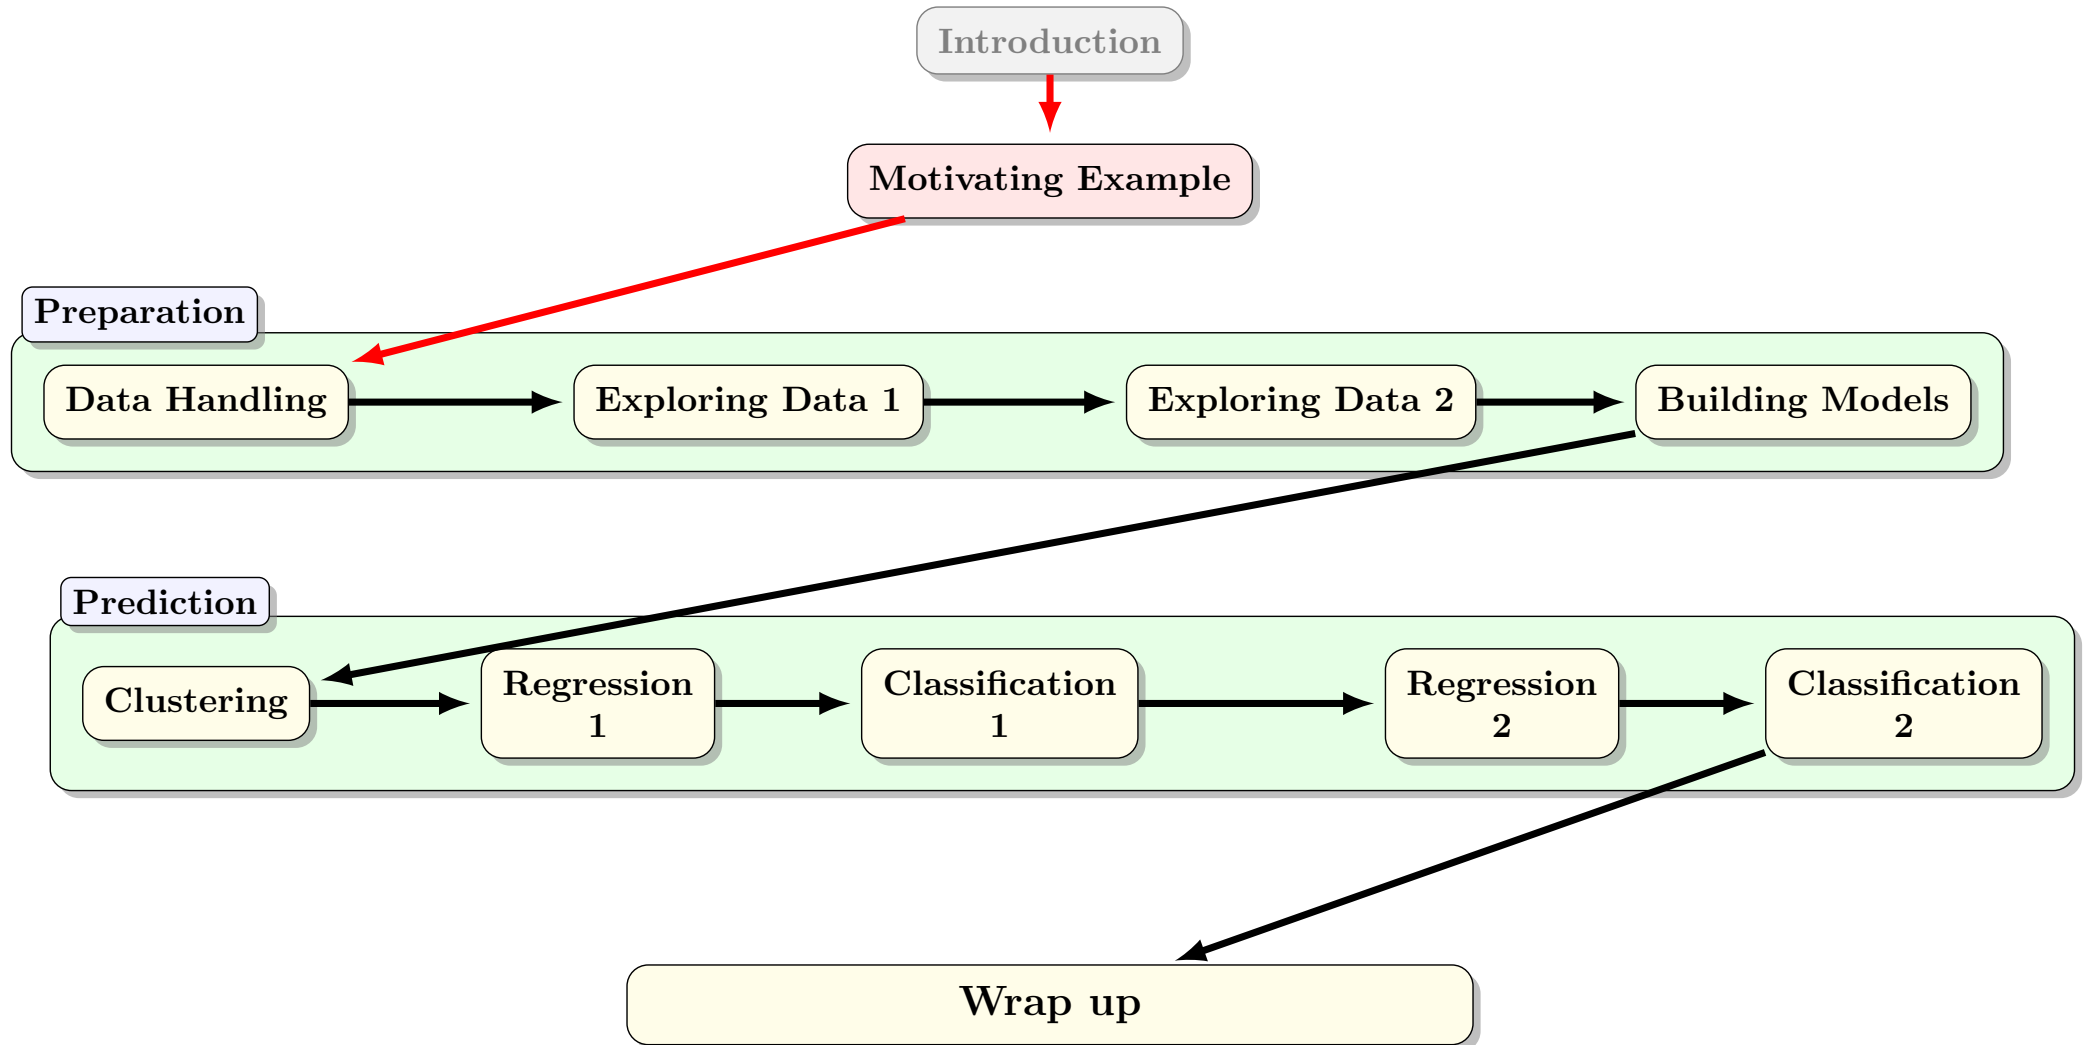 Introduction
Motivating Example
Preparation
Data Handling
Exploring Data 1
Exploring Data 2
Building Models
Prediction
Clustering
Regression
1
Classification
1
Regression
2
Classification
2
Wrap up